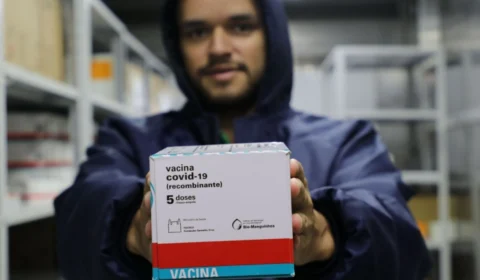 vacina
covid-19
(recombinante)
5 doses
Bio-Manguinhos
VACINA